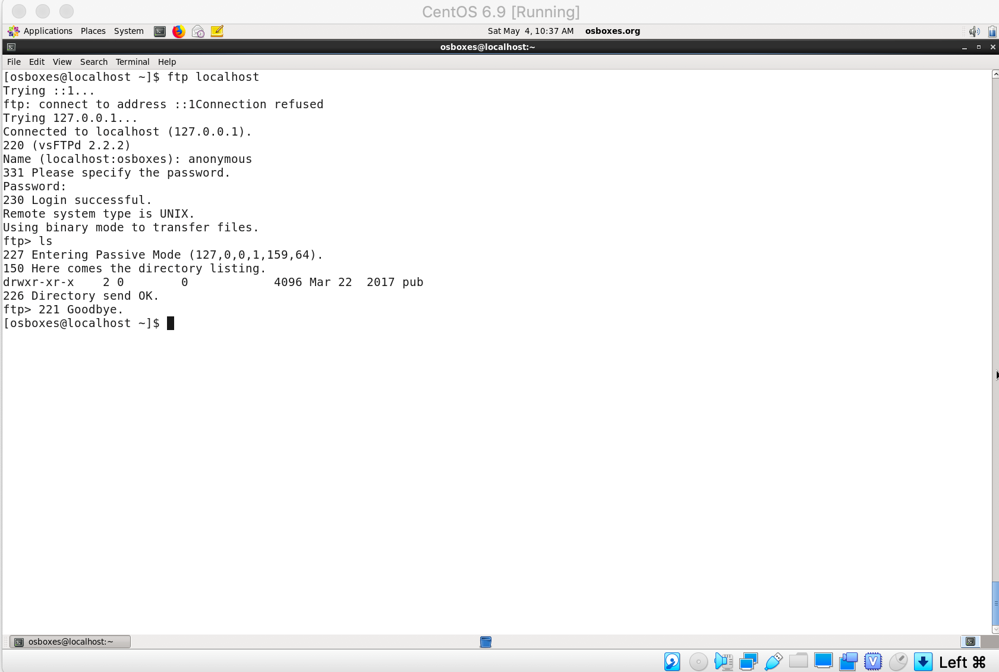 CentOS 6.9 [Running]
Applications Places System Sat May 4, 10:37 AM osboxes.org
osboxes@localhost:~
File Edit View Search Terminal Help
[osboxes@localhost ~]$ ftp localhost
Trying ::1...
ftp: connect to address ::1Connection refused
Trying 127.0.0.1...
Connected to localhost (127.0.0.1).
220 (vsFTPd 2.2.2)
Name (localhost:osboxes): anonymous
331 Please specify the password.
Password:
230 Login successful.
Remote system type is UNIX.
Using binary mode to transfer files.
ftp> ls
227 Entering Passive Mode (127,0,0,1,159,64).
150 Here comes the directory listing.
drwxr-xr-x    2 0        0            4096 Mar 22  2017 pub
226 Directory send OK.
ftp> 221 Goodbye.
[osboxes@localhost ~]$
osboxes@localhost:~
Left ⌘